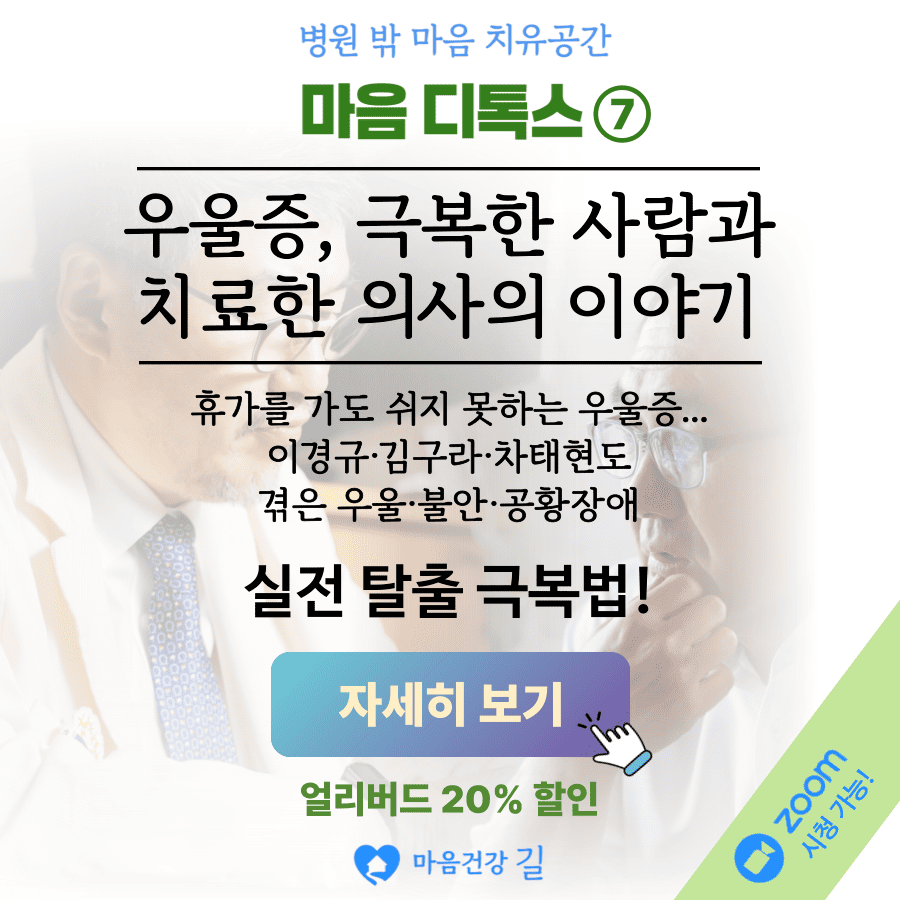 병원 밖 마음 치유공간
마음 디톡스 ⑦
우울증, 극복한 사람과
치료한 의사의 이야기
휴가를 가도 쉬지 못하는 우울증...
이경규·김구라·차태현도
겪은 우울·불안·공황장애
실전 탈출 극복법!
자세히 보기
얼리버드 20% 할인
마음건강 길
zoom
시청 가능!